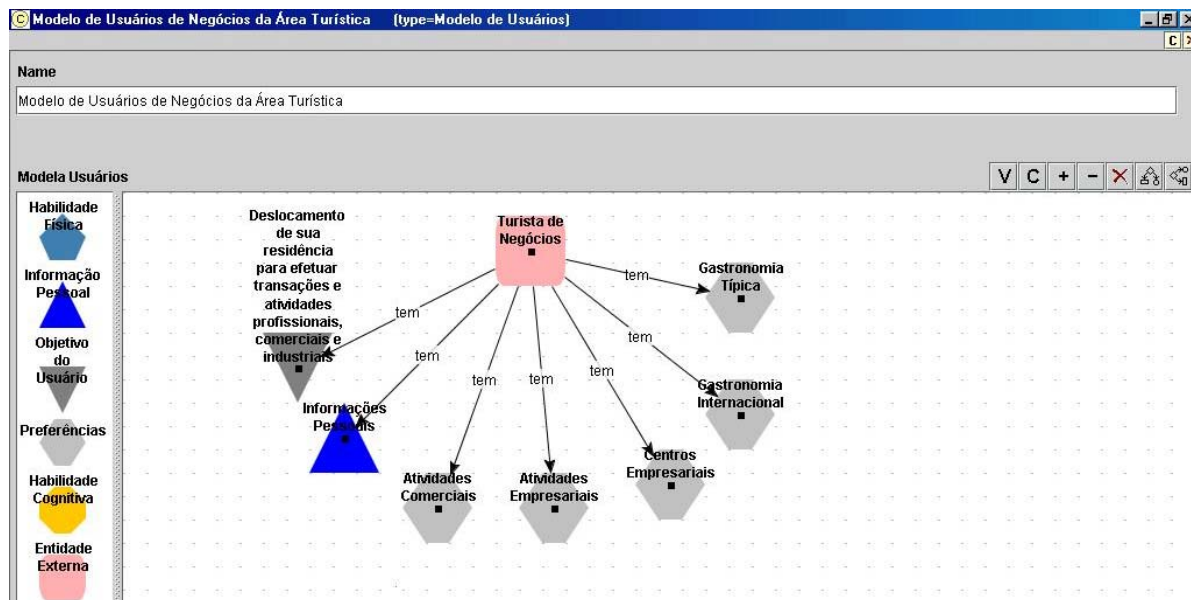 C Modelo de Usuários de Negócios da Área Turística (type=Modelo de Usuários)
C
Name
Modelo de Usuários de Negócios da Área Turística
Modela Usuários
V C + -
Habilidade
Física
Informação
Pessoal
Objetivo
do
Usuário
Preferências
Habilidade
Cognitiva
Entidade
Externa
Deslocamento
de sua
residência
para efetuar
transações e
atividades
profissionais,
comerciais e
industriais
Turista de
Negócios
Gastronomia
Típica
Gastronomia
Internacional
Centros
Empresariais
Atividades
Empresariais
Atividades
Comerciais
Informações
Pessoais
tem
tem
tem
tem
tem
tem
tem